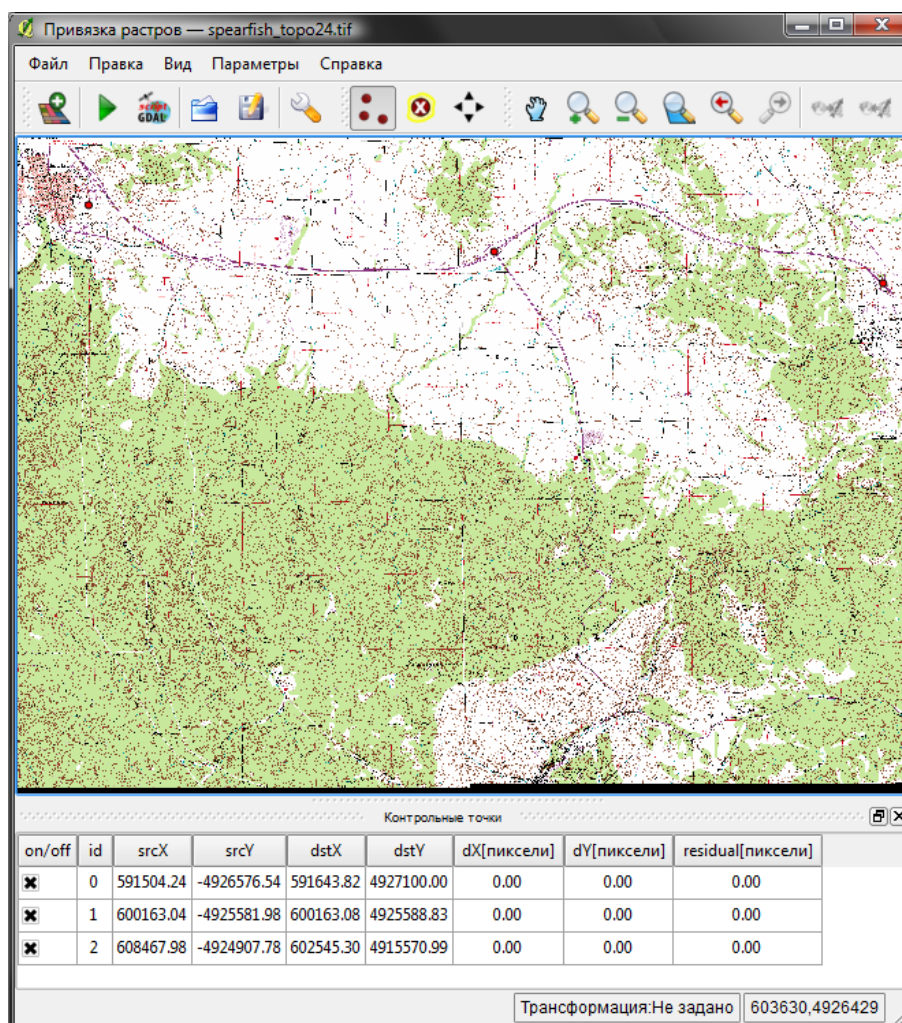 Привязка растров — spearfish_topo24.tif
Файл Правка Вид Параметры Справка
script GDAL
Контрольные точки
on/off id srcX srcY dstX dstY dX[пиксели] dY[пиксели] residual[пиксели]
0 591504.24 -4926576.54 591643.82 4927100.00 0.00 0.00 0.00
1 600163.04 -4925581.98 600163.08 4925588.83 0.00 0.00 0.00
2 608467.98 -4924907.78 602545.30 4915570.99 0.00 0.00 0.00
Трансформация:Не задано 603630,4926429